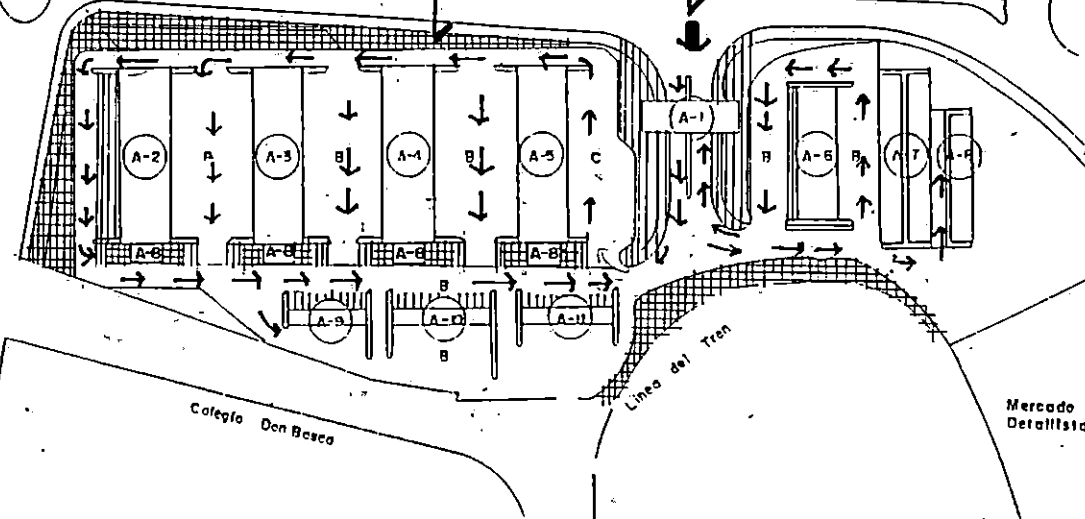 A-1
A-2
B
A-3
B
A-4
B
A-5
C
B
A-6
B
A-7
A-8
A-8
A-8
A-8
B
A-9
A-10
A-11
B
Linea del Tren
Colegio Don Bosco
Mercado
Detallista